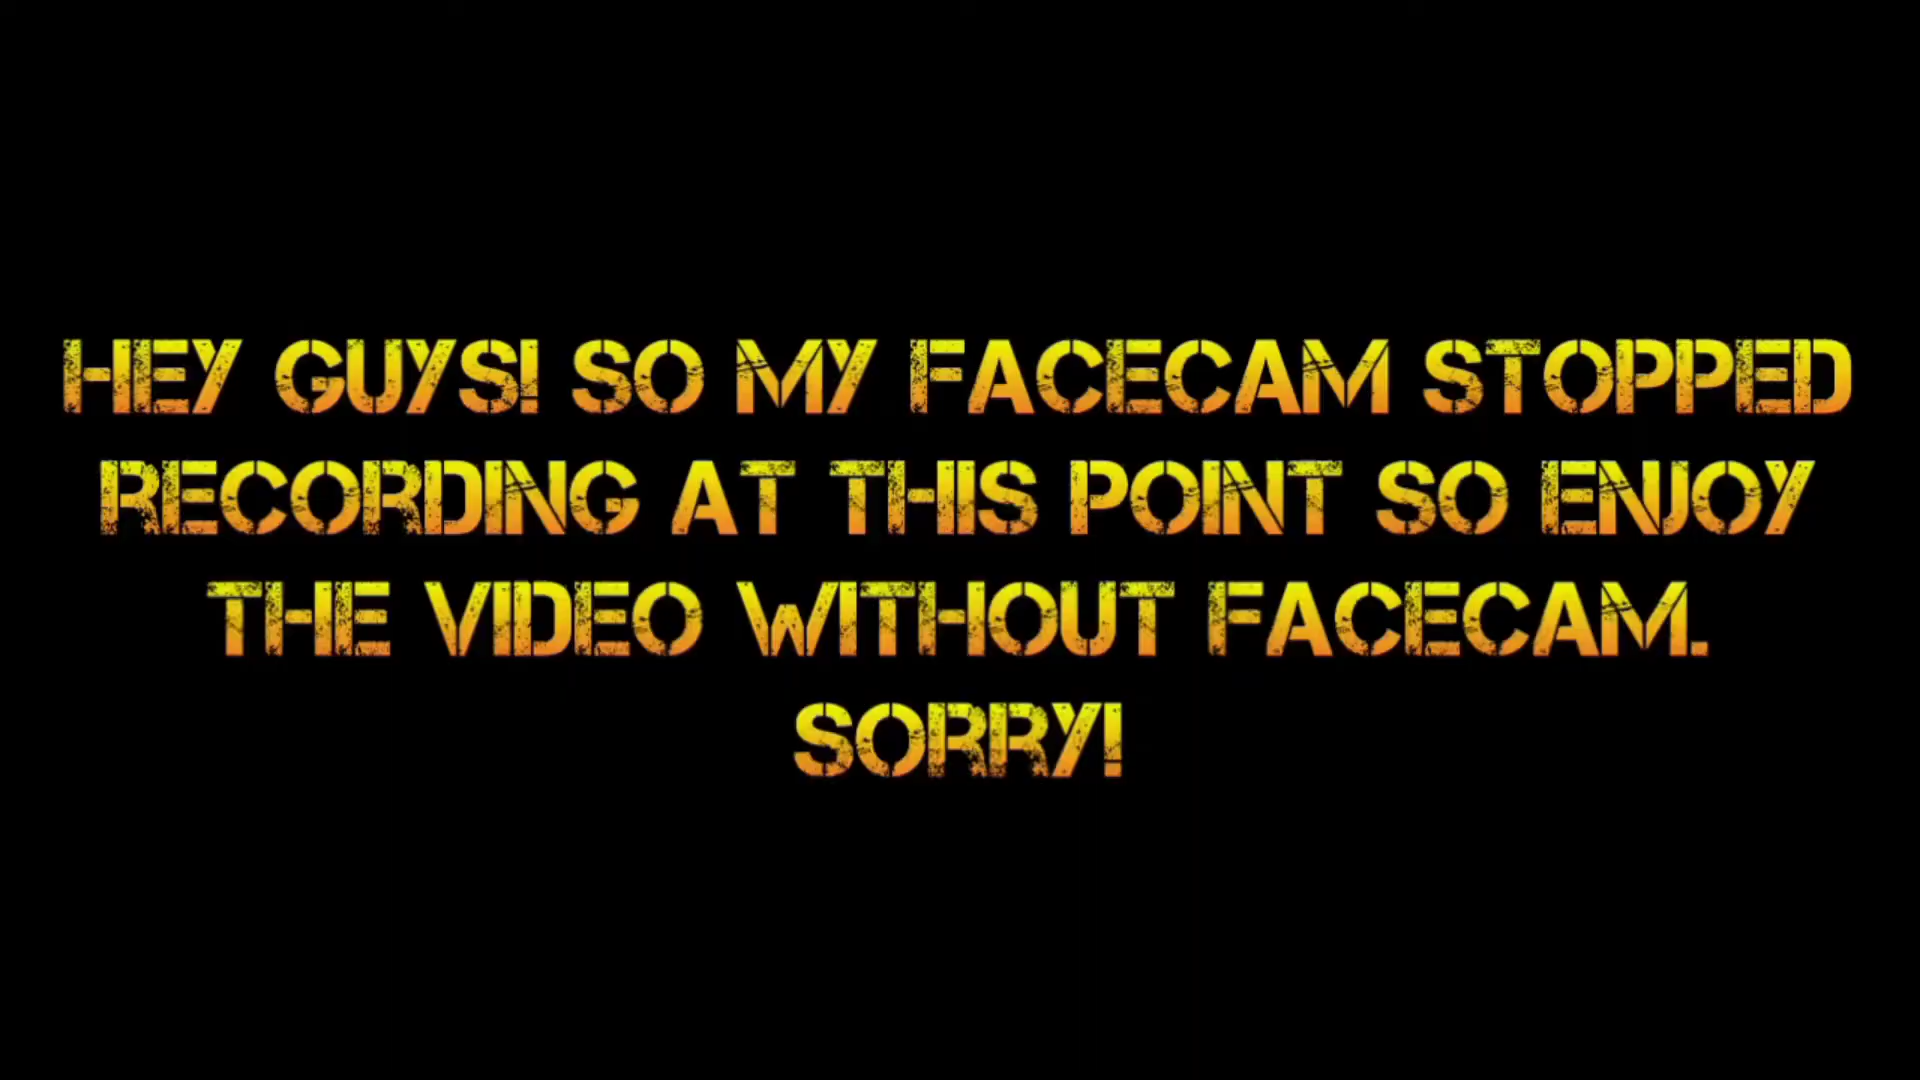 HEY GUYS! SO MY FACECAM STOPPED
RECORDING AT THIS POINT SO ENJOY
THE VIDEO WITHOUT FACECAM.
SORRY!